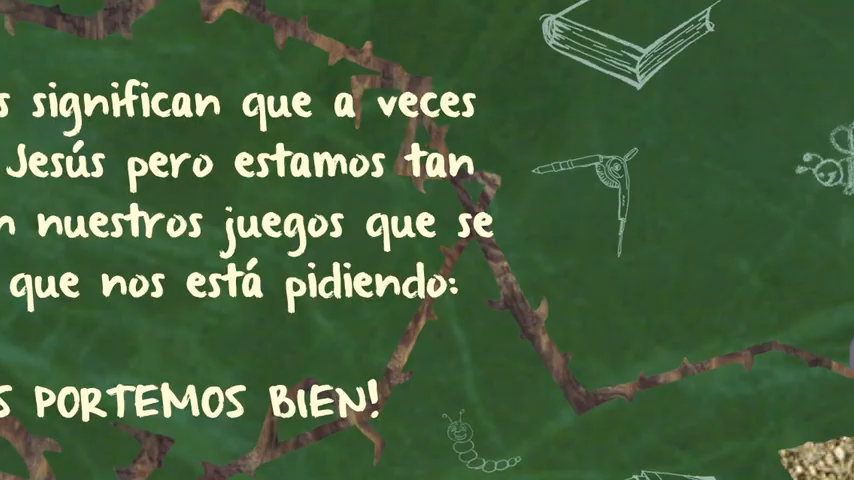 significan que a veces
Jesús pero estamos tan
nuestros juegos que se
que nos está pidiendo:
PORTEMOS BIEN!